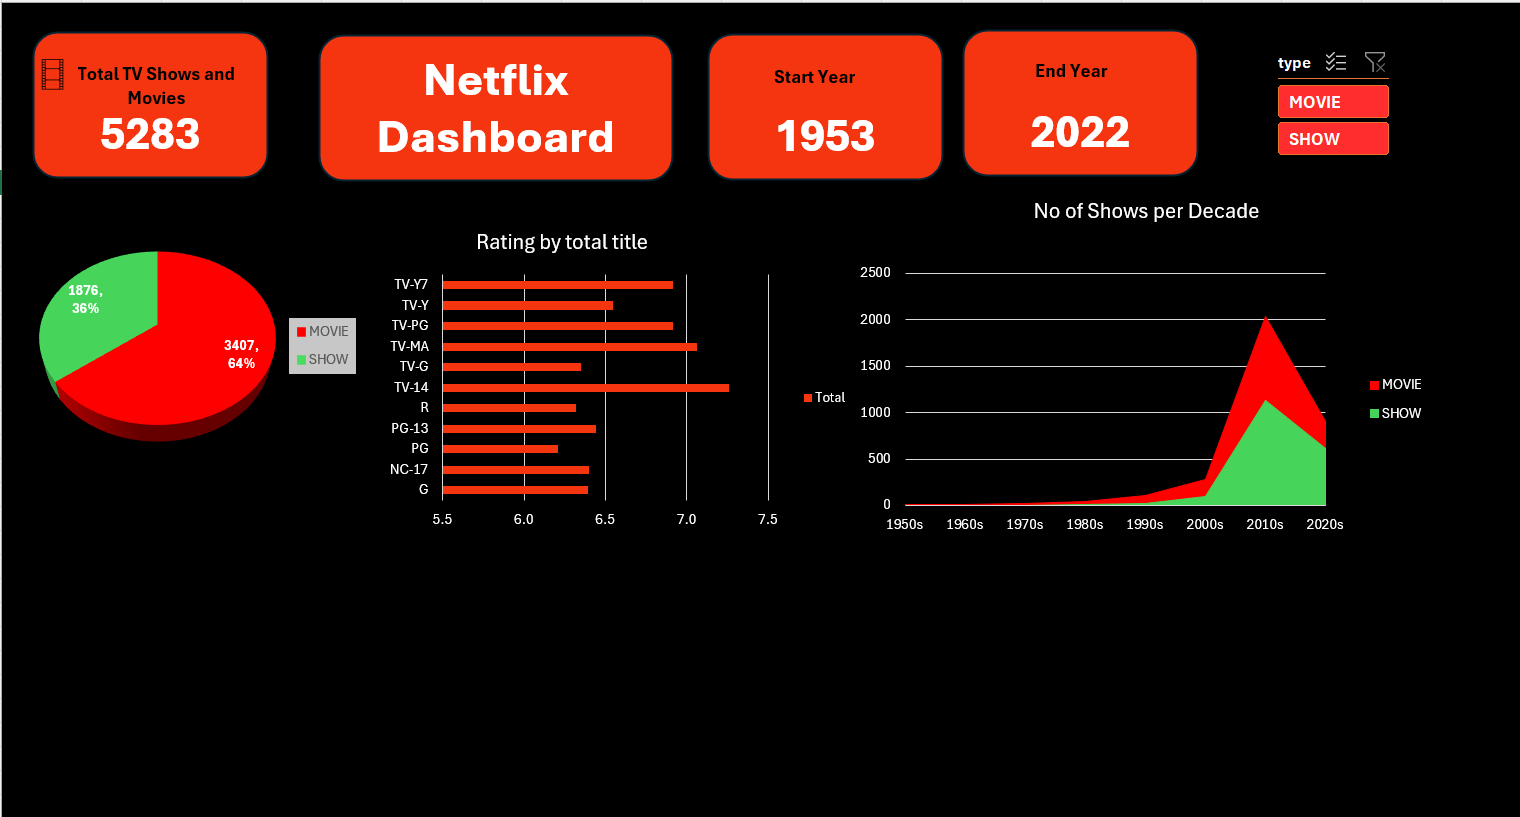 Total TV Shows and
Movies
5283
Netflix
Dashboard
Start Year
1953
End Year
2022
type
MOVIE
SHOW
1876,
36%
3407,
64%
MOVIE
SHOW
Rating by total title
TV-Y7
TV-Y
TV-PG
TV-MA
TV-G
TV-14
R
PG-13
PG
NC-17
G
5.5 6.0 6.5 7.0 7.5
Total
No of Shows per Decade
2500
2000
1500
1000
500
0
1950s 1960s 1970s 1980s 1990s 2000s 2010s 2020s
MOVIE
SHOW